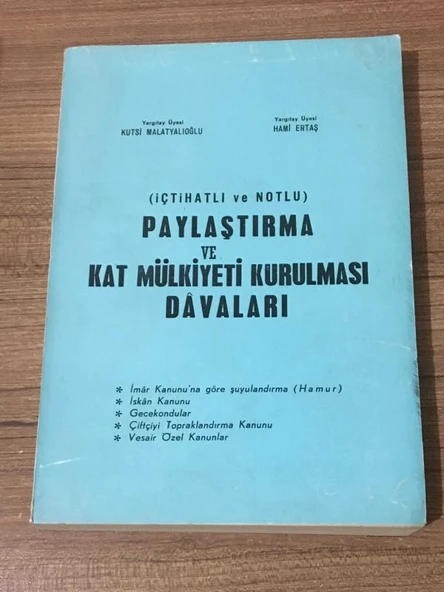 Yargıtay Üyesi
KUTSİ MALATYALIOĞLU
Yargıtay Üyesi
HAMİ ERTAŞ
(İÇTİHATLI ve NOTLU)
PAYLAŞTIRMA
VE
KAT MÜLKİYETİ KURULMASI
DÂVALARI
* İmâr Kanunu'na göre şuyulandırma (Hamur)
* İskân Kanunu
* Gecekondular
* Çiftçiyi Topraklandırma Kanunu
* Vesair Özel Kanunlar